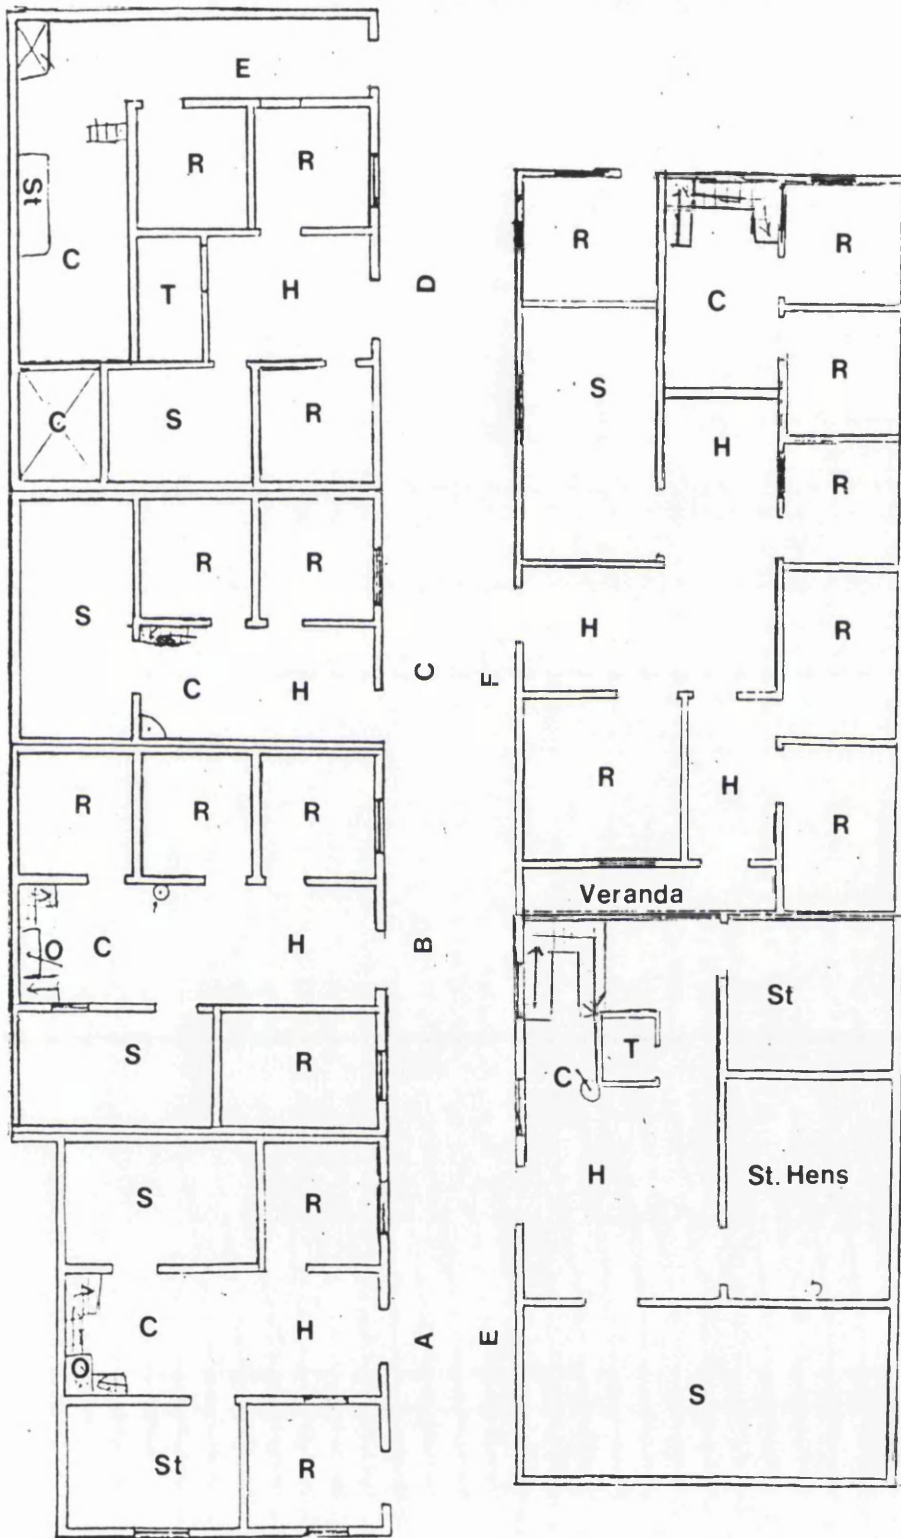 E
R R
St
C
T H
C S R
D
R R
S
C H
C
R R R
O C H
B
S R
S R
C H
O
A
St R
R C R
S R
H
R
H R
F
R H R
Veranda
St
T
C
H St. Hens
E
S